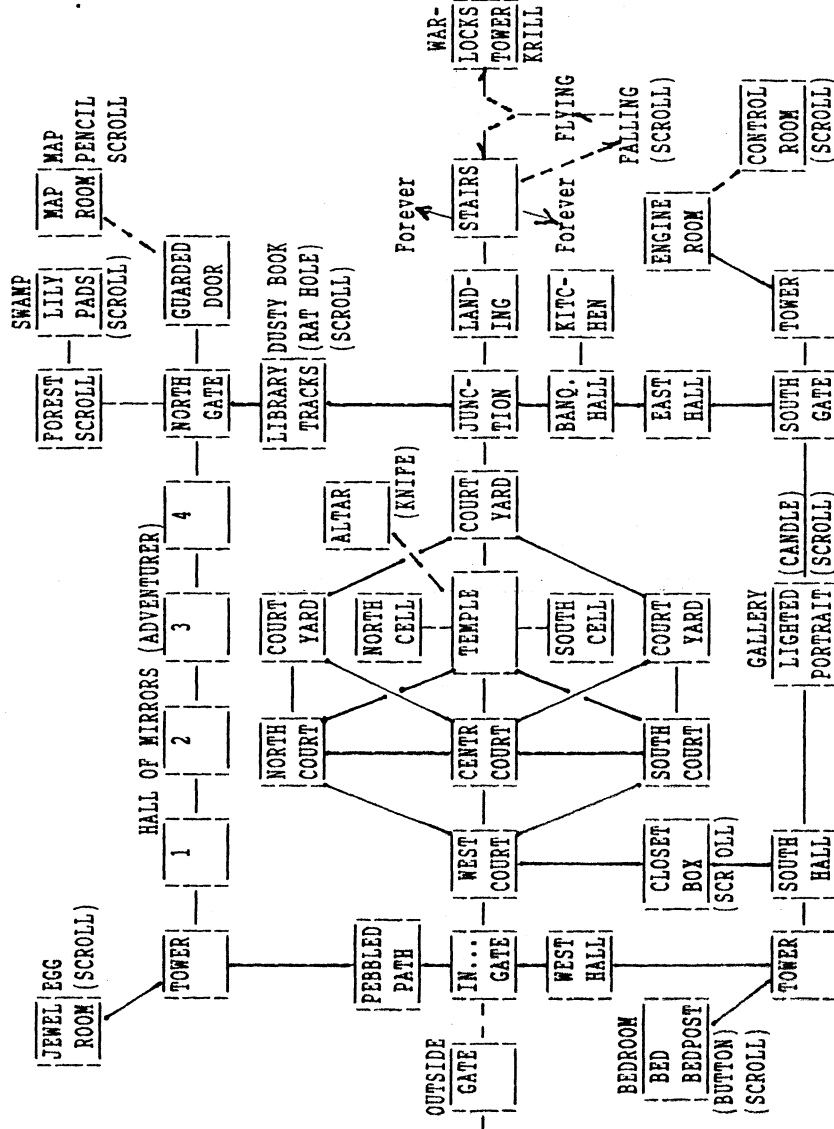 SWAMP
JEWEL EGG
ROOM (SCROLL)
FOREST
SCROLL
LILY
PADS
(SCROLL)
MAP
ROOM
MAP
PENCIL
SCROLL
HALL OF MIRRORS (ADVENTURER)
TOWER
1
2
3
4
NORTH
GATE
GUARDED
DOOR
NORTH
COURT
COURT
YARD
LIBRARY
TRACKS
DUSTY BOOK
(RAT HOLE)
(SCROLL)
ALTAR
(KNIFE)
PEBBLED
PATH
NORTH
CELL
Forever
OUTSIDE
GATE
IN...
GATE
WEST
COURT
CENTR
COURT
TEMPLE
COURT
YARD
JUNC-
TION
LAND-
ING
STAIRS
WAR-
LOCKS
TOWER
KRILL
WEST
HALL
SOUTH
CELL
BANQ.
HALL
KITC-
HEN
Forever
FLYING
FALLING
(SCROLL)
BEDROOM
BED
BEDPOST
(BUTTON)
(SCROLL)
CLOSET
BOX
(SCROLL)
SOUTH
COURT
COURT
YARD
EAST
HALL
ENGINE
ROOM
CONTROL
ROOM
(SCROLL)
TOWER
SOUTH
HALL
GALLERY
LIGHTED
PORTRAIT
(CANDLE)
(SCROLL)
SOUTH
GATE
TOWER